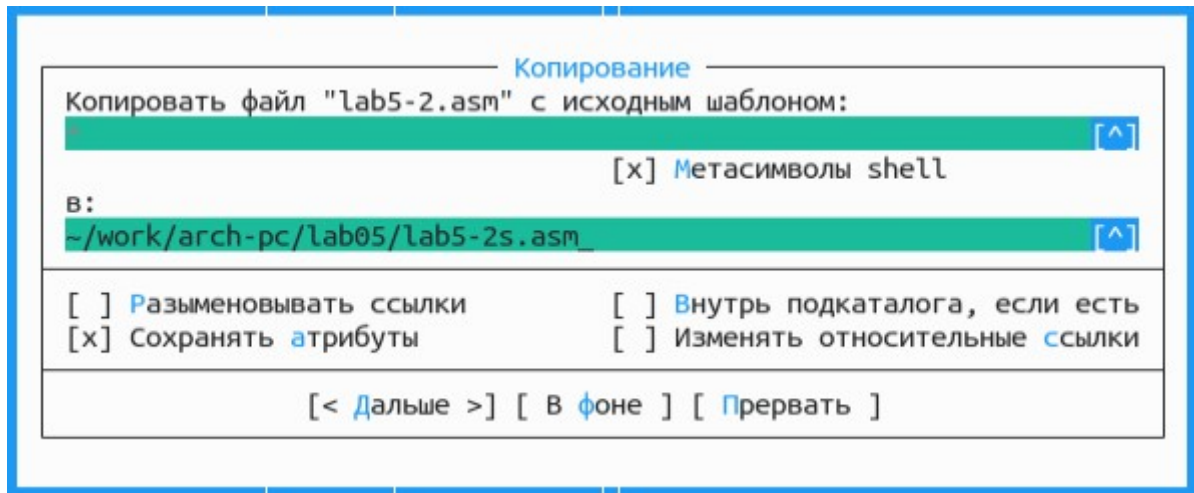 Копирование
Копировать файл "lab5-2.asm" с исходным шаблоном:
* [^]
[x] Метасимволы shell
в:
~/work/arch-pc/lab05/lab5-2s.asm_ [^]
[ ] Разыменовывать ссылки [ ] Внутрь подкаталога, если есть
[x] Сохранять атрибуты [ ] Изменять относительные ссылки
[< Дальше >] [ В фоне ] [ Прервать ]